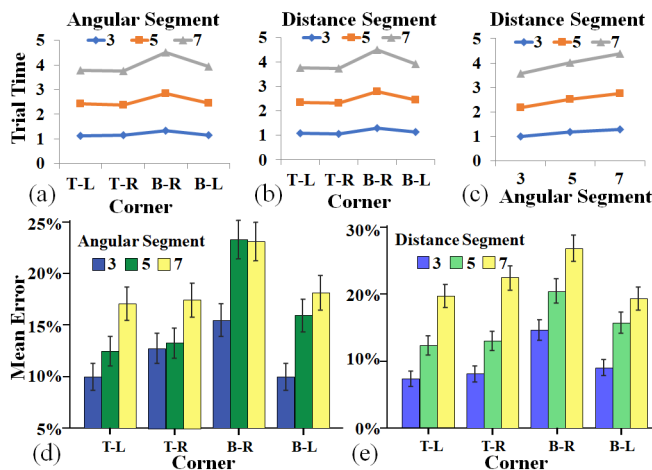 Angular Segment
3 5 7
Trial Time
5
4
3
2
1
0
T-L T-R B-R B-L
(a)
Corner
Distance Segment
3 5 7
5
4
3
2
1
0
T-L T-R B-R B-L
(b)
Corner
Distance Segment
3 5 7
5
4
3
2
1
0
3 5 7
(c)
Angular Segment
25%
20%
15%
10%
5%
Mean Error
Angular Segment
3 5 7
T-L T-R B-R B-L
(d)
Corner
30%
20%
10%
0%
Distance Segment
3 5 7
T-L T-R B-R B-L
(e)
Corner